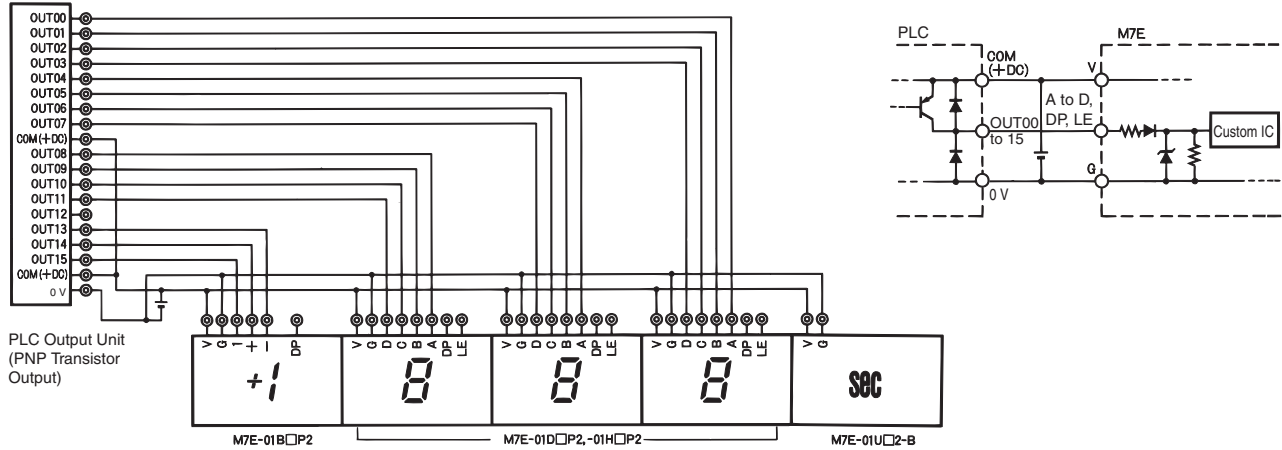 OUT00
OUT01
OUT02
OUT03
OUT04
OUT05
OUT06
OUT07
COM(+DC)
OUT08
OUT09
OUT10
OUT11
OUT12
OUT13
OUT14
OUT15
COM(+DC)
0 V
PLC Output Unit
(PNP Transistor
Output)
V G 1 + − DP
V G D C B A DP LE
V G D C B A DP LE
V G D C B A DP LE
V G
+1
8
8
8
sec
M7E-01B□P2
M7E-01D□P2, -01H□P2
M7E-01U□2-B
PLC
M7E
COM
(+DC)
V
A to D,
DP, LE
OUT00
to 15
Custom IC
G
0 V